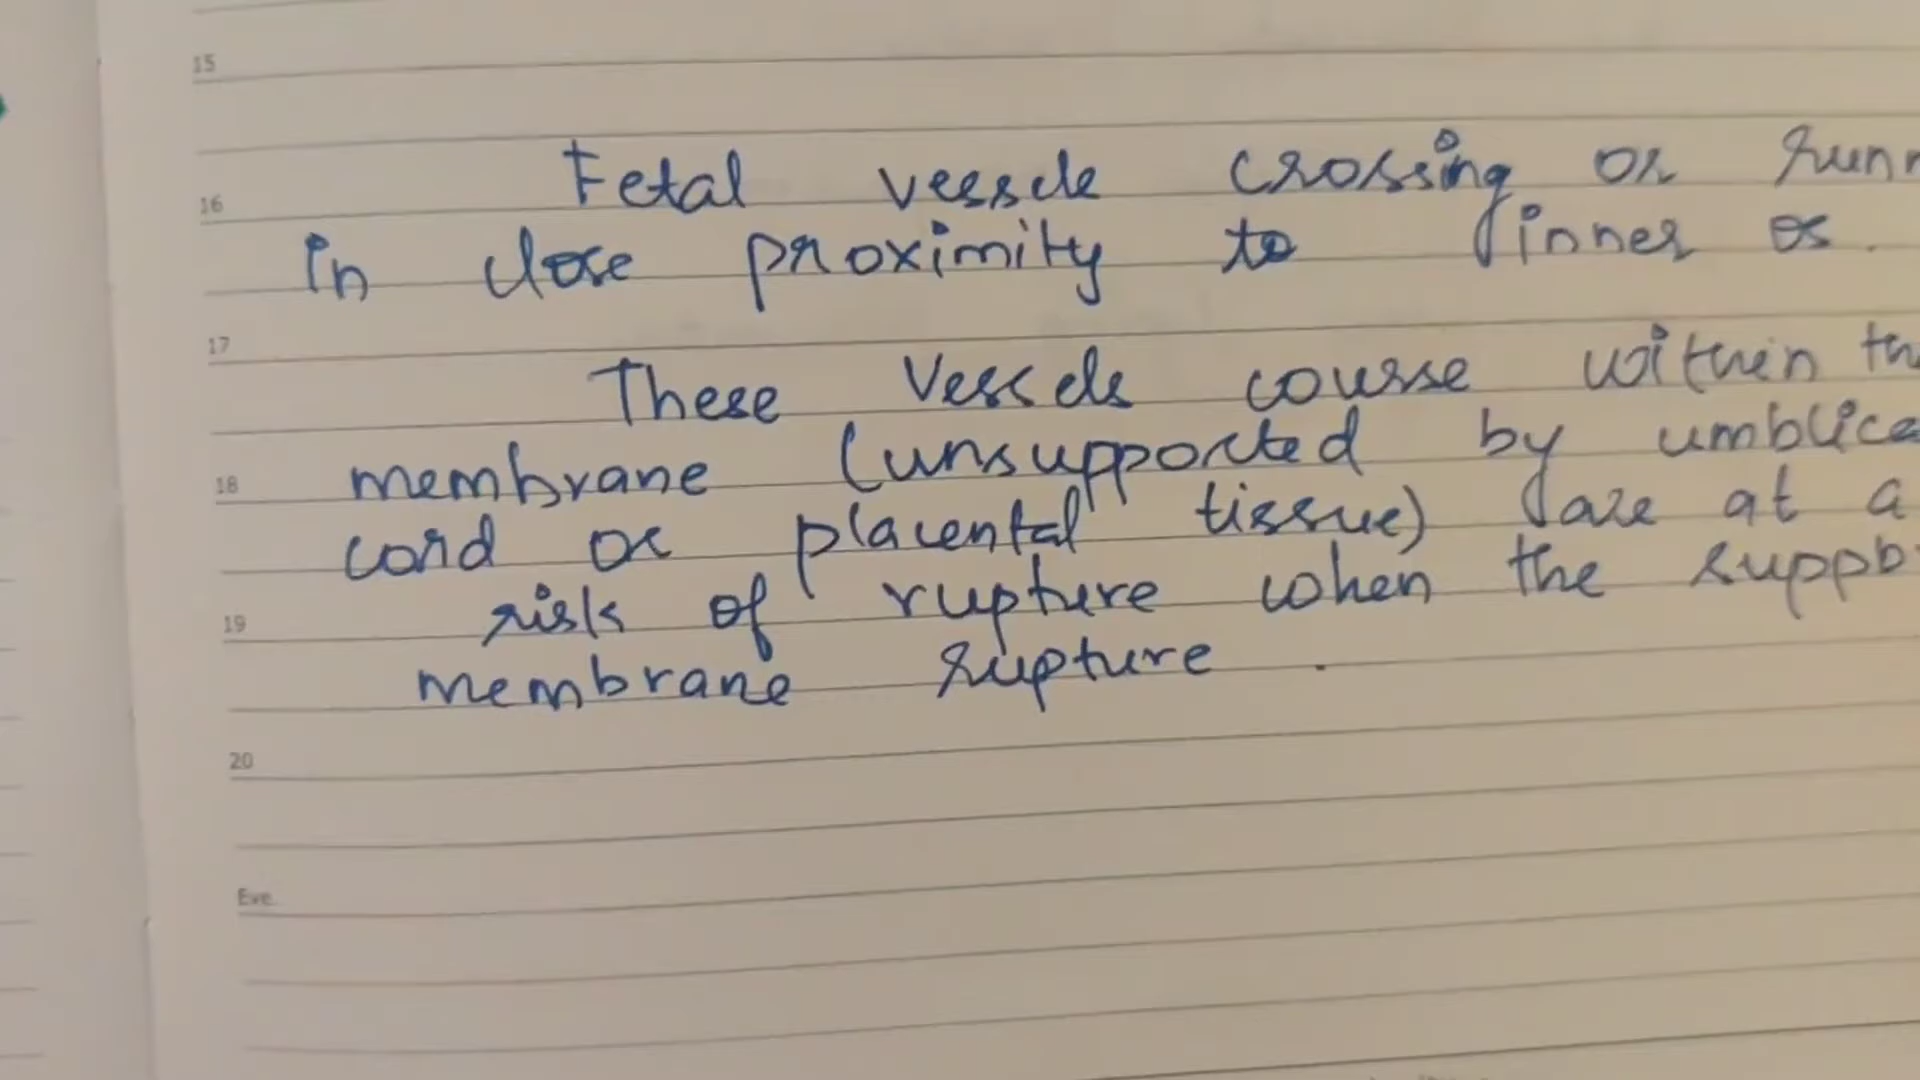 15
Fetal vessels crossing or runn
16
in close proximity to inner os.
17
These vessels course within th
membrane (unsupported by umblica
18
cord or placental tissue) are at a
risk of rupture when the suppo
19
membrane rupture.
20
Eve.